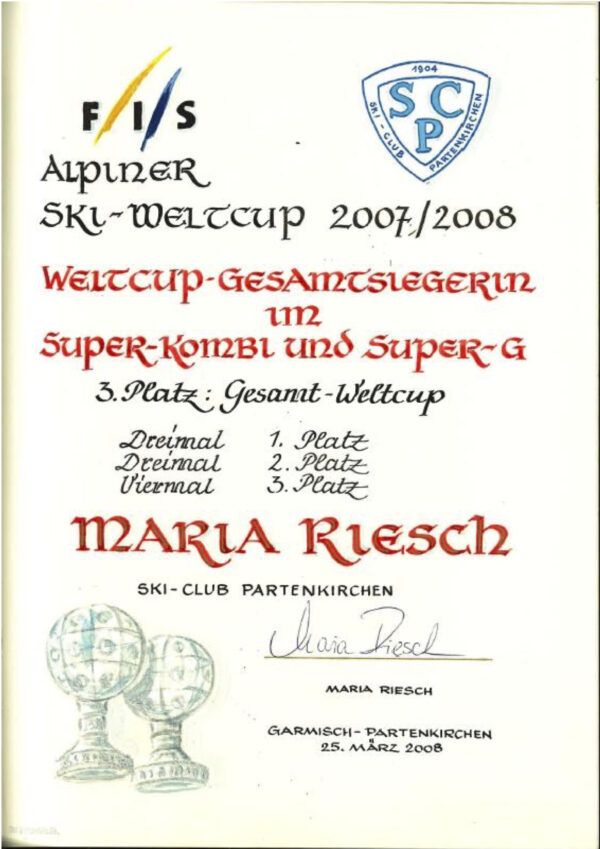 FIS
1904
SKI-CLUB PARTENKIRCHEN
SCP
ALPINER
SKI-WELTCUP 2007/2008
WELTCUP-GESAMTSIEGERIN
IM
SUPER-KOMBI UND SUPER-G
3. Platz: Gesamt-Weltcup
Dreimal 1. Platz
Dreimal 2. Platz
Viermal 3. Platz
MARIA RIESCH
SKI-CLUB PARTENKIRCHEN
Maria Riesch
MARIA RIESCH
GARMISCH-PARTENKIRCHEN
25. MÄRZ 2008